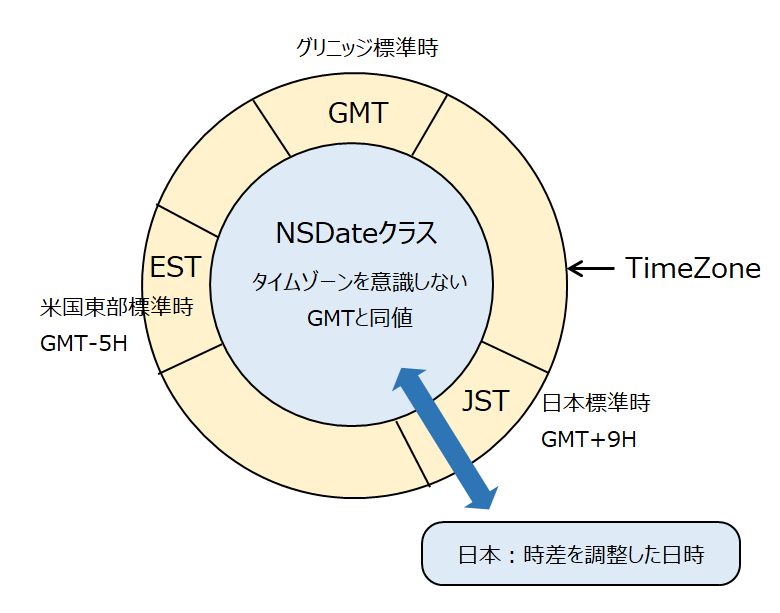 グリニッジ標準時
GMT
NSDateクラス
タイムゾーンを意識しない
GMTと同値
EST
米国東部標準時
GMT-5H
TimeZone
JST
日本標準時
GMT+9H
日本：時差を調整した日時